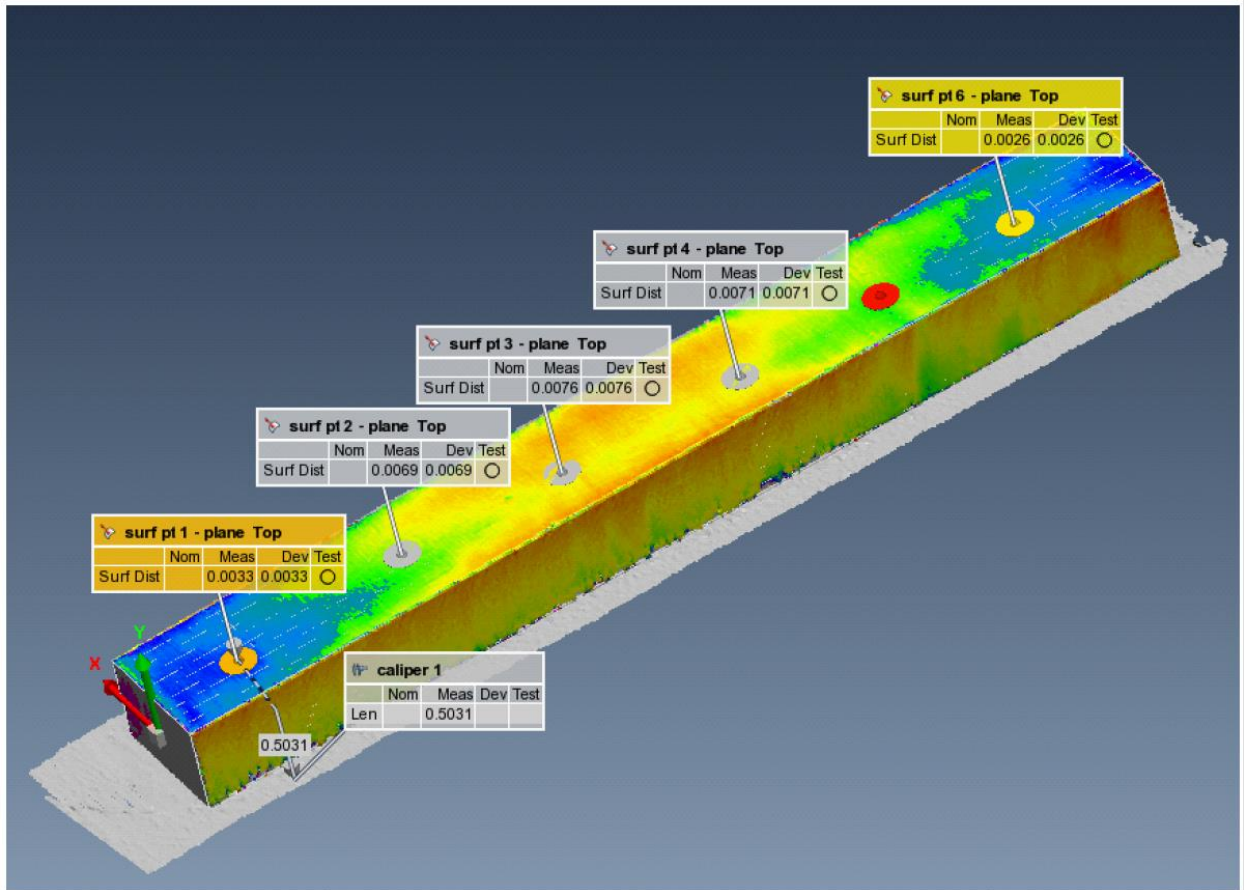 surf pt 6 - plane Top
Nom Meas Dev Test
Surf Dist 0.0026 0.0026
surf pt 4 - plane Top
Nom Meas Dev Test
Surf Dist 0.0071 0.0071
surf pt 3 - plane Top
Nom Meas Dev Test
Surf Dist 0.0076 0.0076
surf pt 2 - plane Top
Nom Meas Dev Test
Surf Dist 0.0069 0.0069
surf pt 1 - plane Top
Nom Meas Dev Test
Surf Dist 0.0033 0.0033
Y
X
caliper 1
Nom Meas Dev Test
Len 0.5031
0.5031